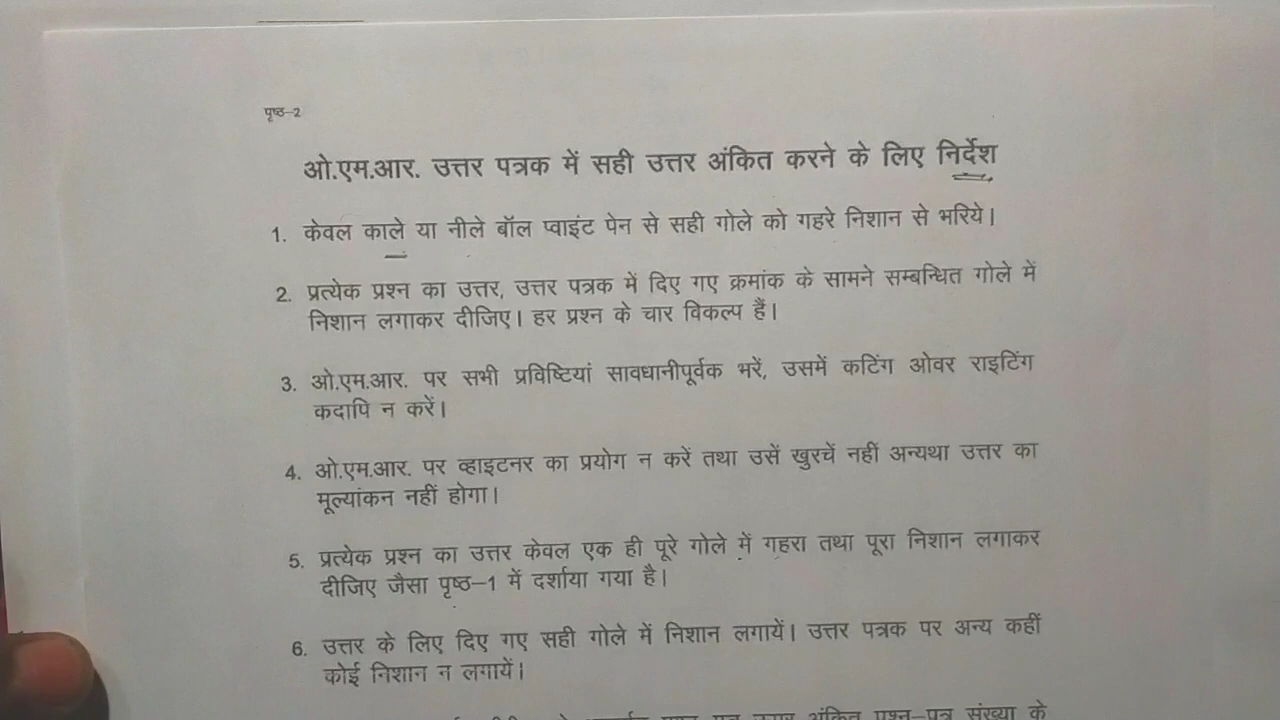 पृष्ठ–2
ओ.एम.आर. उत्तर पत्रक में सही उत्तर अंकित करने के लिए निर्देश
1. केवल काले या नीले बॉल प्वाइंट पेन से सही गोले को गहरे निशान से भरिये।
2. प्रत्येक प्रश्न का उत्तर, उत्तर पत्रक में दिए गए क्रमांक के सामने सम्बन्धित गोले में
निशान लगाकर दीजिए। हर प्रश्न के चार विकल्प हैं।
3. ओ.एम.आर. पर सभी प्रविष्टियां सावधानीपूर्वक भरें, उसमें कटिंग ओवर राइटिंग
कदापि न करें।
4. ओ.एम.आर. पर व्हाइटनर का प्रयोग न करें तथा उसें खुरचें नहीं अन्यथा उत्तर का
मूल्यांकन नहीं होगा।
5. प्रत्येक प्रश्न का उत्तर केवल एक ही पूरे गोले में गहरा तथा पूरा निशान लगाकर
दीजिए जैसा पृष्ठ–1 में दर्शाया गया है।
6. उत्तर के लिए दिए गए सही गोले में निशान लगायें। उत्तर पत्रक पर अन्य कहीं
कोई निशान न लगायें।
अंकित प्रश्न–पत्र संख्या के